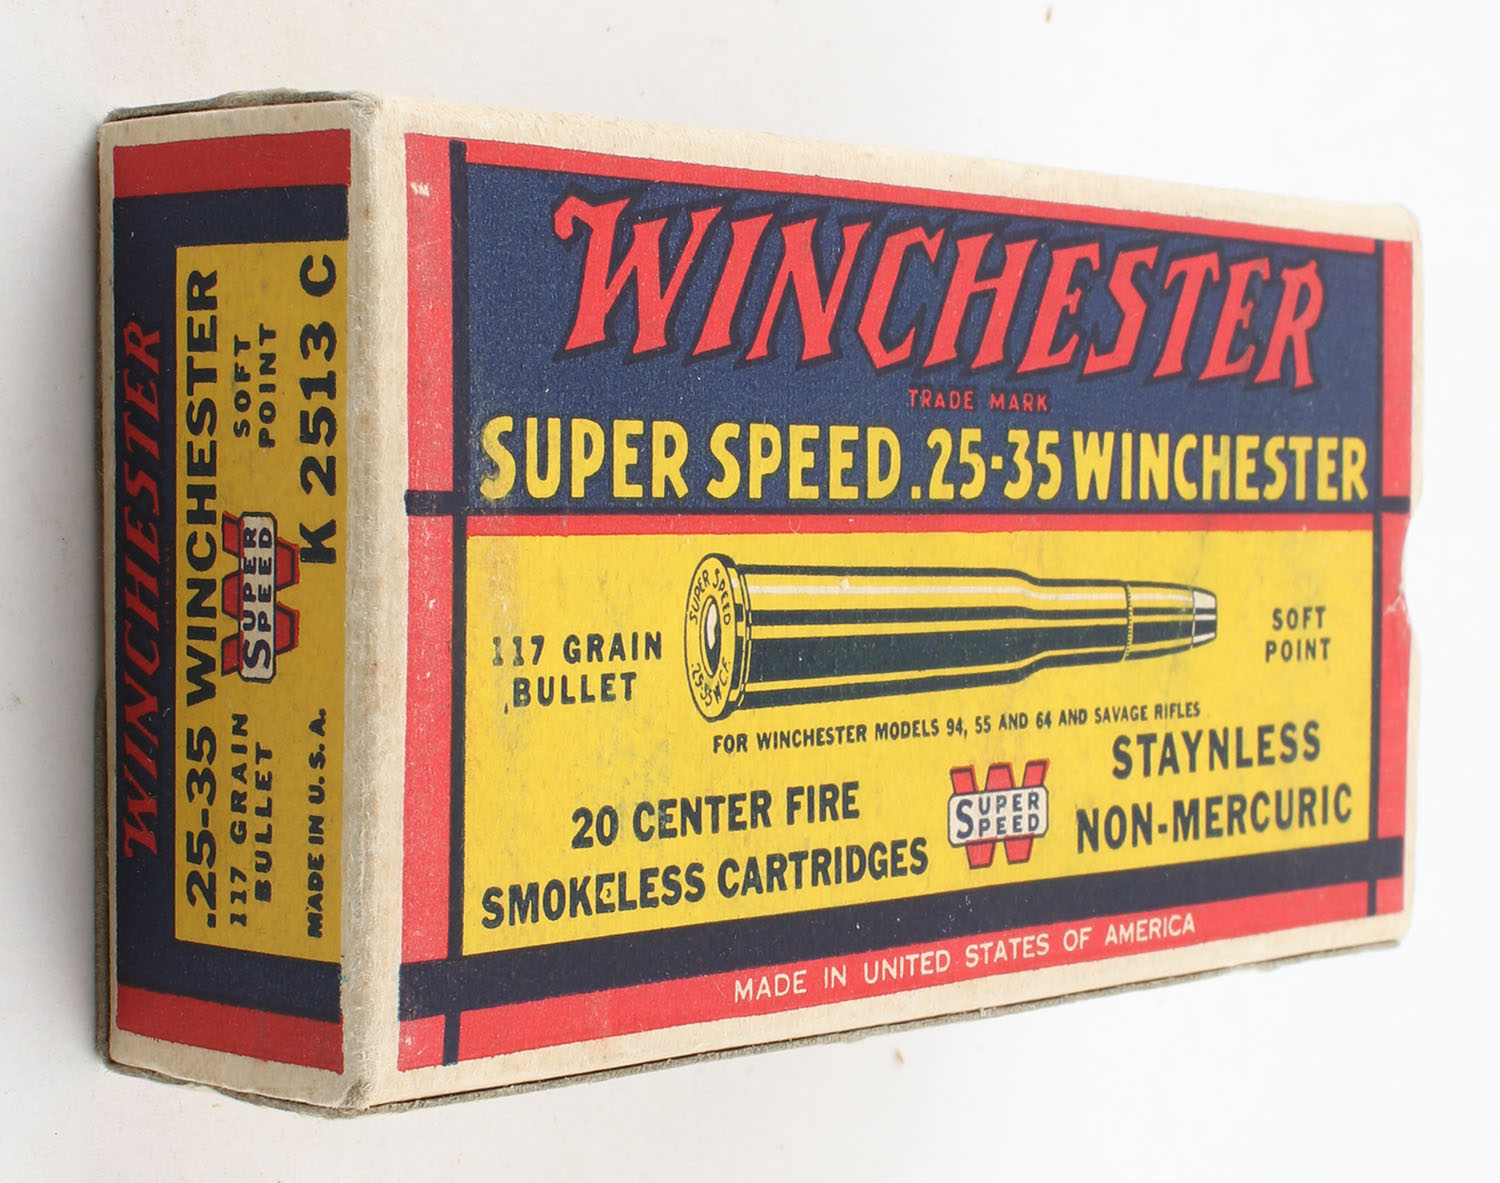 WINCHESTER
TRADE MARK
SUPER SPEED .25-35 WINCHESTER
117 GRAIN
BULLET
SUPER SPEED
25-35 W.C.F.
SOFT
POINT
FOR WINCHESTER MODELS 94, 55 AND 64 AND SAVAGE RIFLES
20 CENTER FIRE
SMOKELESS CARTRIDGES
W
SUPER
SPEED
STAYNLESS
NON-MERCURIC
MADE IN UNITED STATES OF AMERICA
WINCHESTER
.25-35 WINCHESTER
117 GRAIN
BULLET
W
SUPER
SPEED
SOFT
POINT
MADE IN U.S.A.
K 2513 C